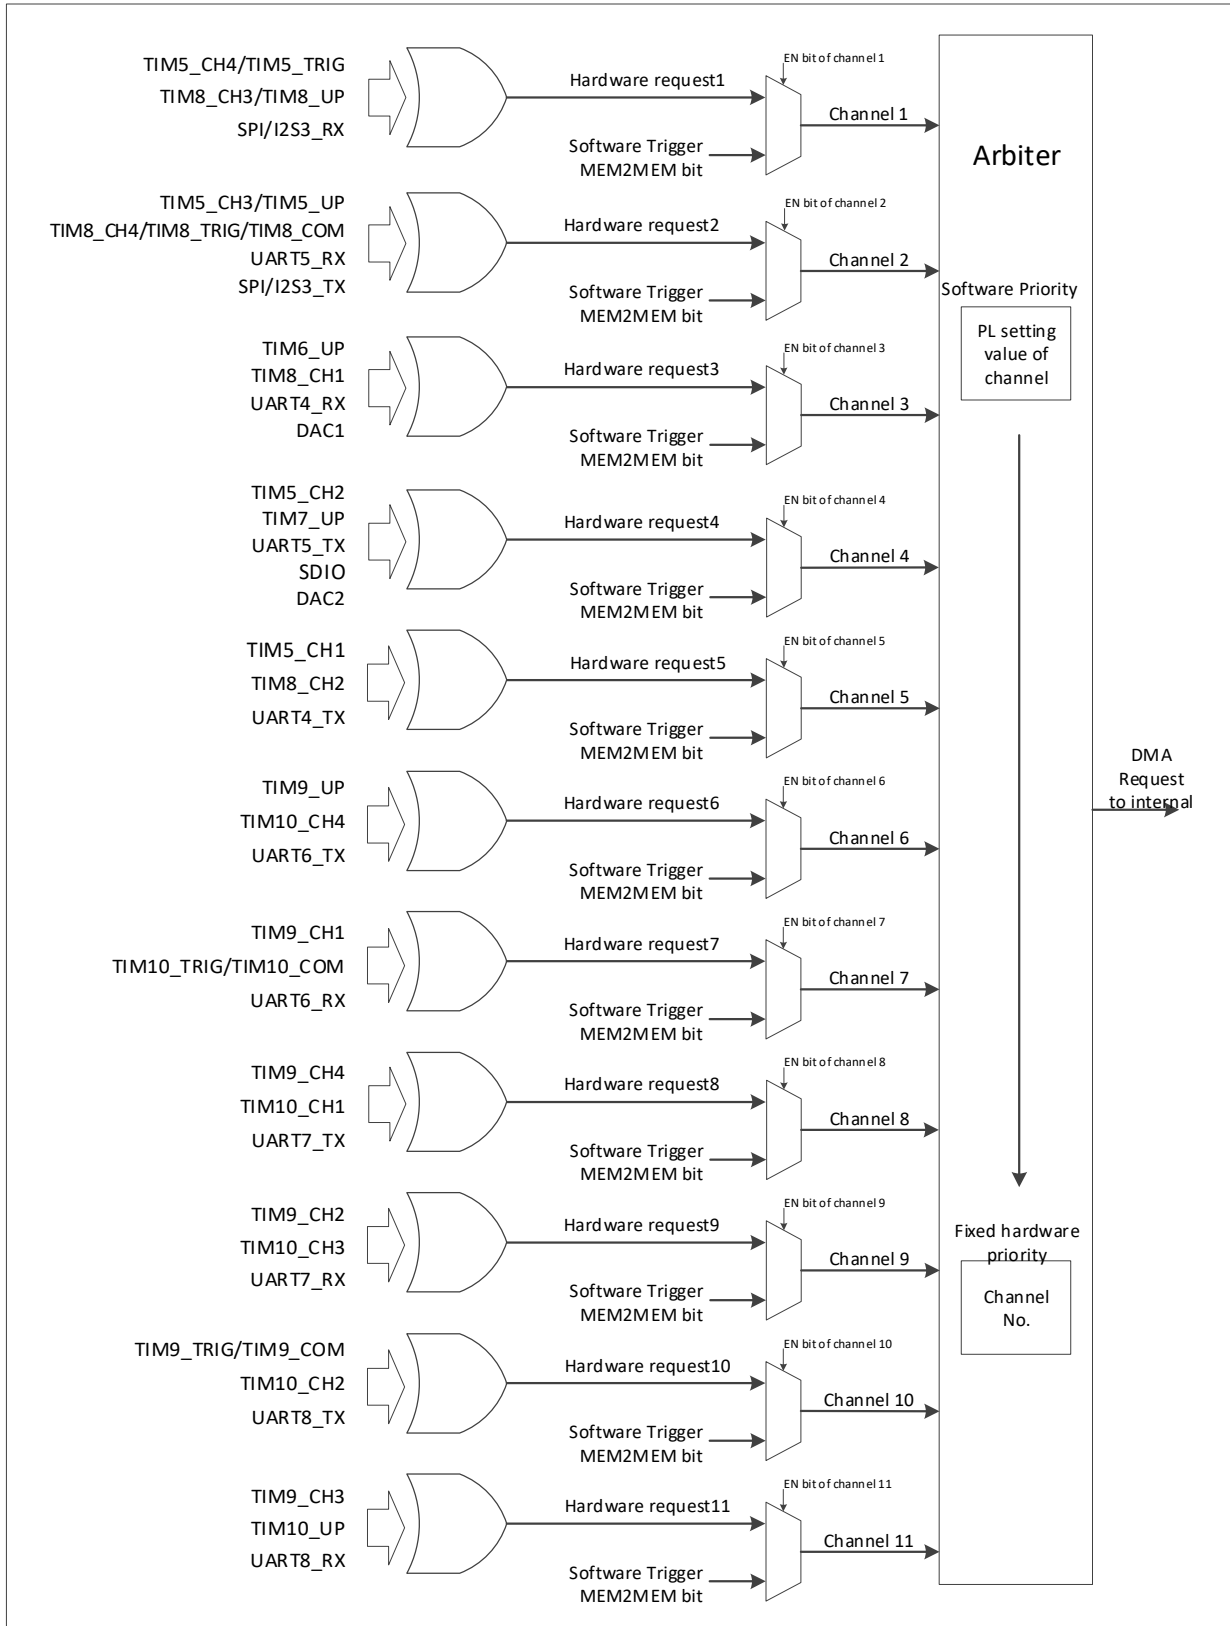 TIM5_CH4/TIM5_TRIG
TIM8_CH3/TIM8_UP
SPI/I2S3_RX
Hardware request1
EN bit of channel 1
Software Trigger
MEM2MEM bit
Channel 1
Arbiter
TIM5_CH3/TIM5_UP
TIM8_CH4/TIM8_TRIG/TIM8_COM
UART5_RX
SPI/I2S3_TX
Hardware request2
EN bit of channel 2
Software Trigger
MEM2MEM bit
Channel 2
Software Priority
PL setting
value of
channel
TIM6_UP
TIM8_CH1
UART4_RX
DAC1
Hardware request3
EN bit of channel 3
Software Trigger
MEM2MEM bit
Channel 3
TIM5_CH2
TIM7_UP
UART5_TX
SDIO
DAC2
Hardware request4
EN bit of channel 4
Software Trigger
MEM2MEM bit
Channel 4
TIM5_CH1
TIM8_CH2
UART4_TX
Hardware request5
EN bit of channel 5
Software Trigger
MEM2MEM bit
Channel 5
TIM9_UP
TIM10_CH4
UART6_TX
Hardware request6
EN bit of channel 6
Software Trigger
MEM2MEM bit
Channel 6
DMA
Request
to internal
TIM9_CH1
TIM10_TRIG/TIM10_COM
UART6_RX
Hardware request7
EN bit of channel 7
Software Trigger
MEM2MEM bit
Channel 7
TIM9_CH4
TIM10_CH1
UART7_TX
Hardware request8
EN bit of channel 8
Software Trigger
MEM2MEM bit
Channel 8
TIM9_CH2
TIM10_CH3
UART7_RX
Hardware request9
EN bit of channel 9
Software Trigger
MEM2MEM bit
Channel 9
Fixed hardware
priority
Channel
No.
TIM9_TRIG/TIM9_COM
TIM10_CH2
UART8_TX
Hardware request10
EN bit of channel 10
Software Trigger
MEM2MEM bit
Channel 10
TIM9_CH3
TIM10_UP
UART8_RX
Hardware request11
EN bit of channel 11
Software Trigger
MEM2MEM bit
Channel 11